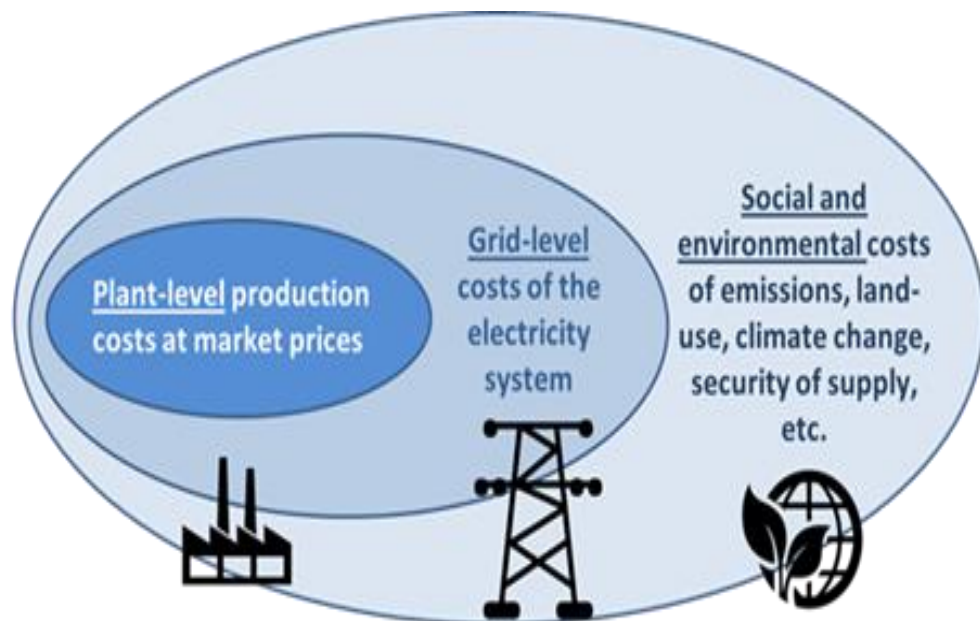 Plant-level production
costs at market prices
Grid-level
costs of the
electricity
system
Social and
environmental costs
of emissions, land-
use, climate change,
security of supply,
etc.